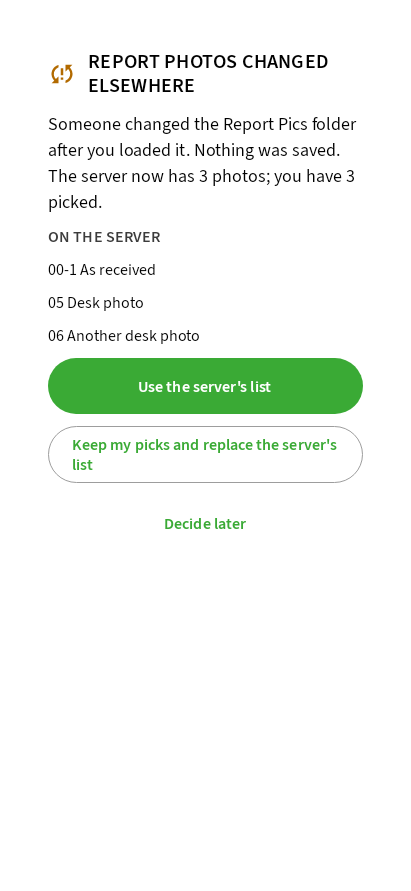 REPORT PHOTOS CHANGED
ELSEWHERE
Someone changed the Report Pics folder
after you loaded it. Nothing was saved.
The server now has 3 photos; you have 3
picked.
ON THE SERVER
00-1 As received
05 Desk photo
06 Another desk photo
Use the server's list
Keep my picks and replace the server's
list
Decide later